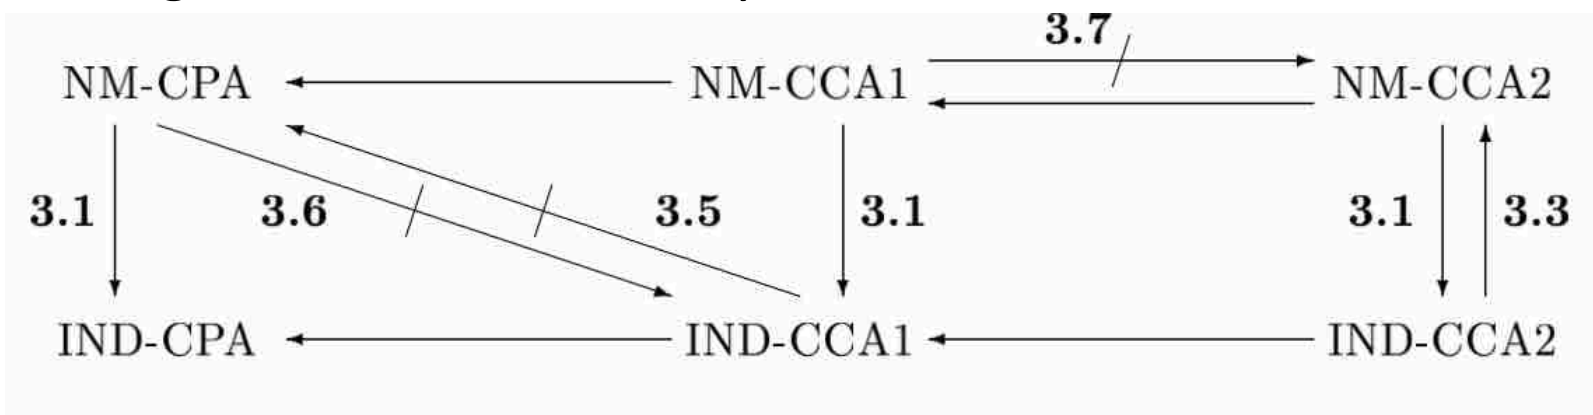 3.7
NM-CPA NM-CCA1 NM-CCA2
3.1 3.6 3.5 3.1 3.1 3.3
IND-CPA IND-CCA1 IND-CCA2